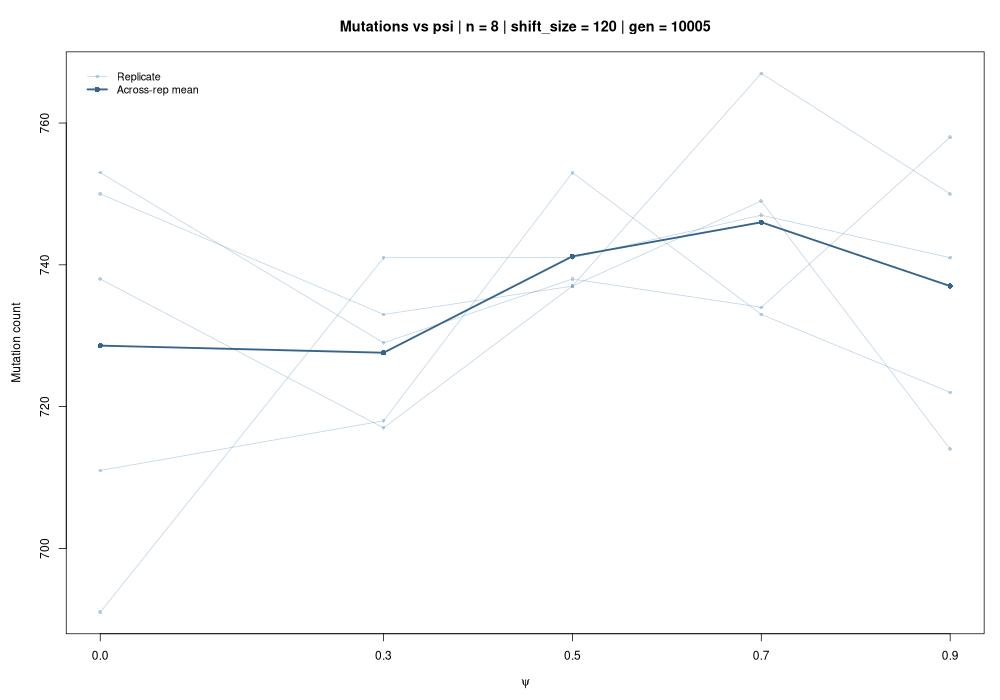 Mutations vs psi | n = 8 | shift_size = 120 | gen = 10005
Replicate
Across-rep mean
Mutation count
760
740
720
700
0.0 0.3 0.5 0.7 0.9
ψ